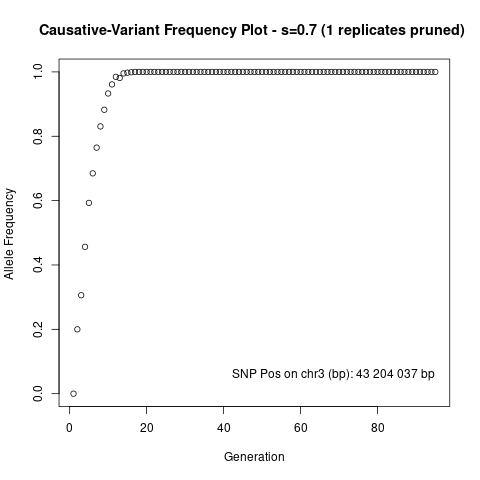 Causative-Variant Frequency Plot - s=0.7 (1 replicates pruned)
Allele Frequency
1.0
0.8
0.6
0.4
0.2
0.0
SNP Pos on chr3 (bp): 43 204 037 bp
0 20 40 60 80
Generation